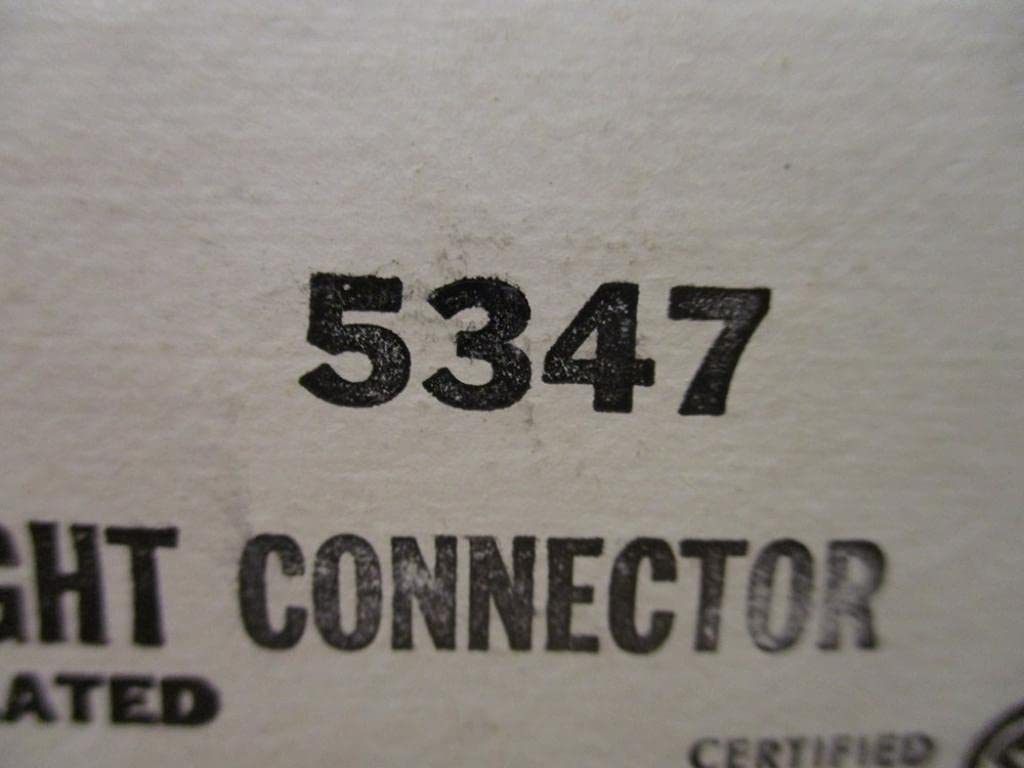 5347
GHT CONNECTOR
ATED
CERTIFIED